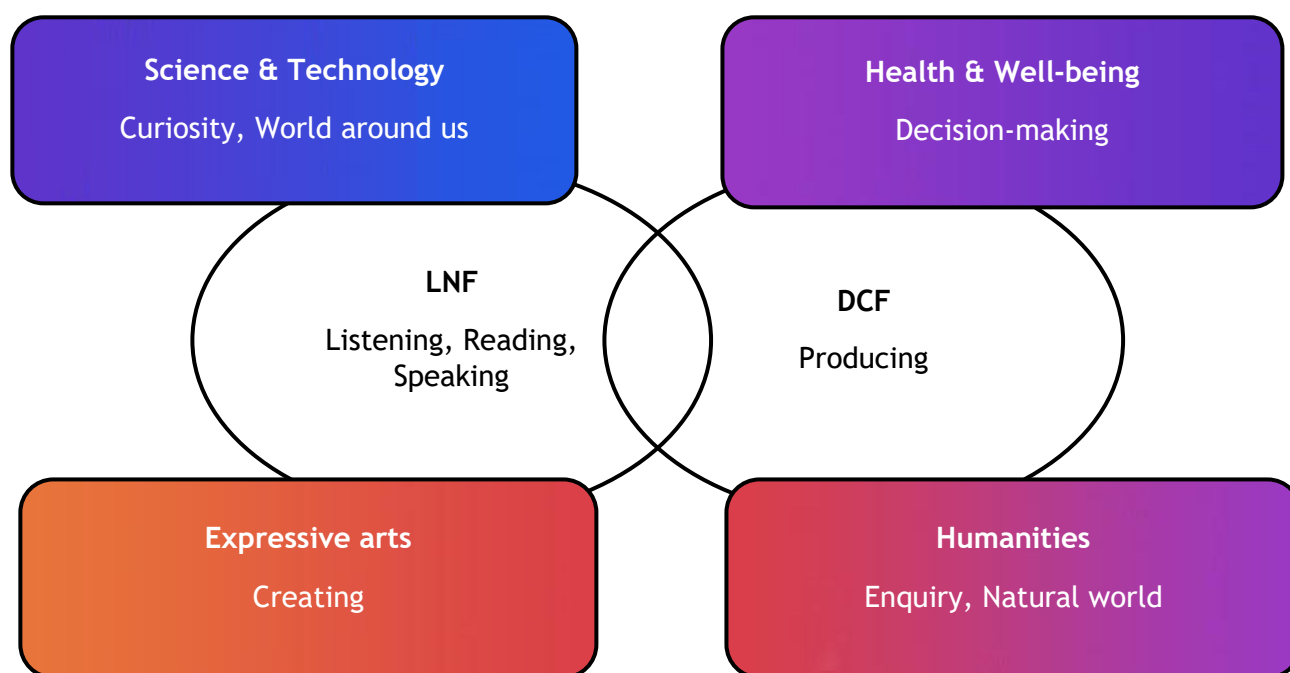 Science & Technology
Curiosity, World around us
Health & Well-being
Decision-making
LNF
Listening, Reading,
Speaking
DCF
Producing
Expressive arts
Creating
Humanities
Enquiry, Natural world